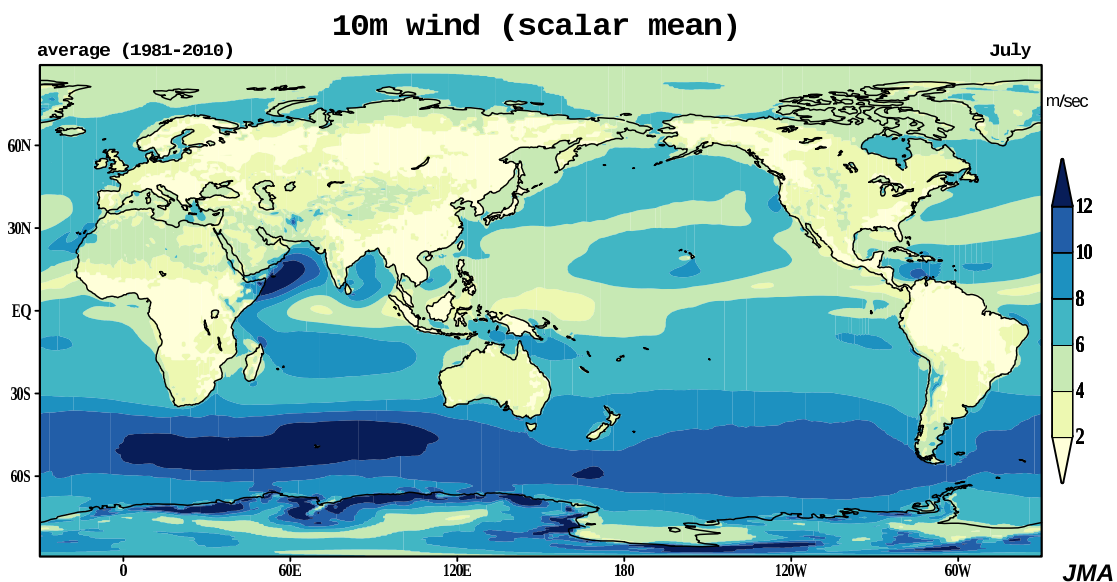 10m wind (scalar mean)
average (1981-2010) July
m/sec
60N
30N
EQ
30S
60S
12
10
8
6
4
2
0 60E 120E 180 120W 60W
JMA